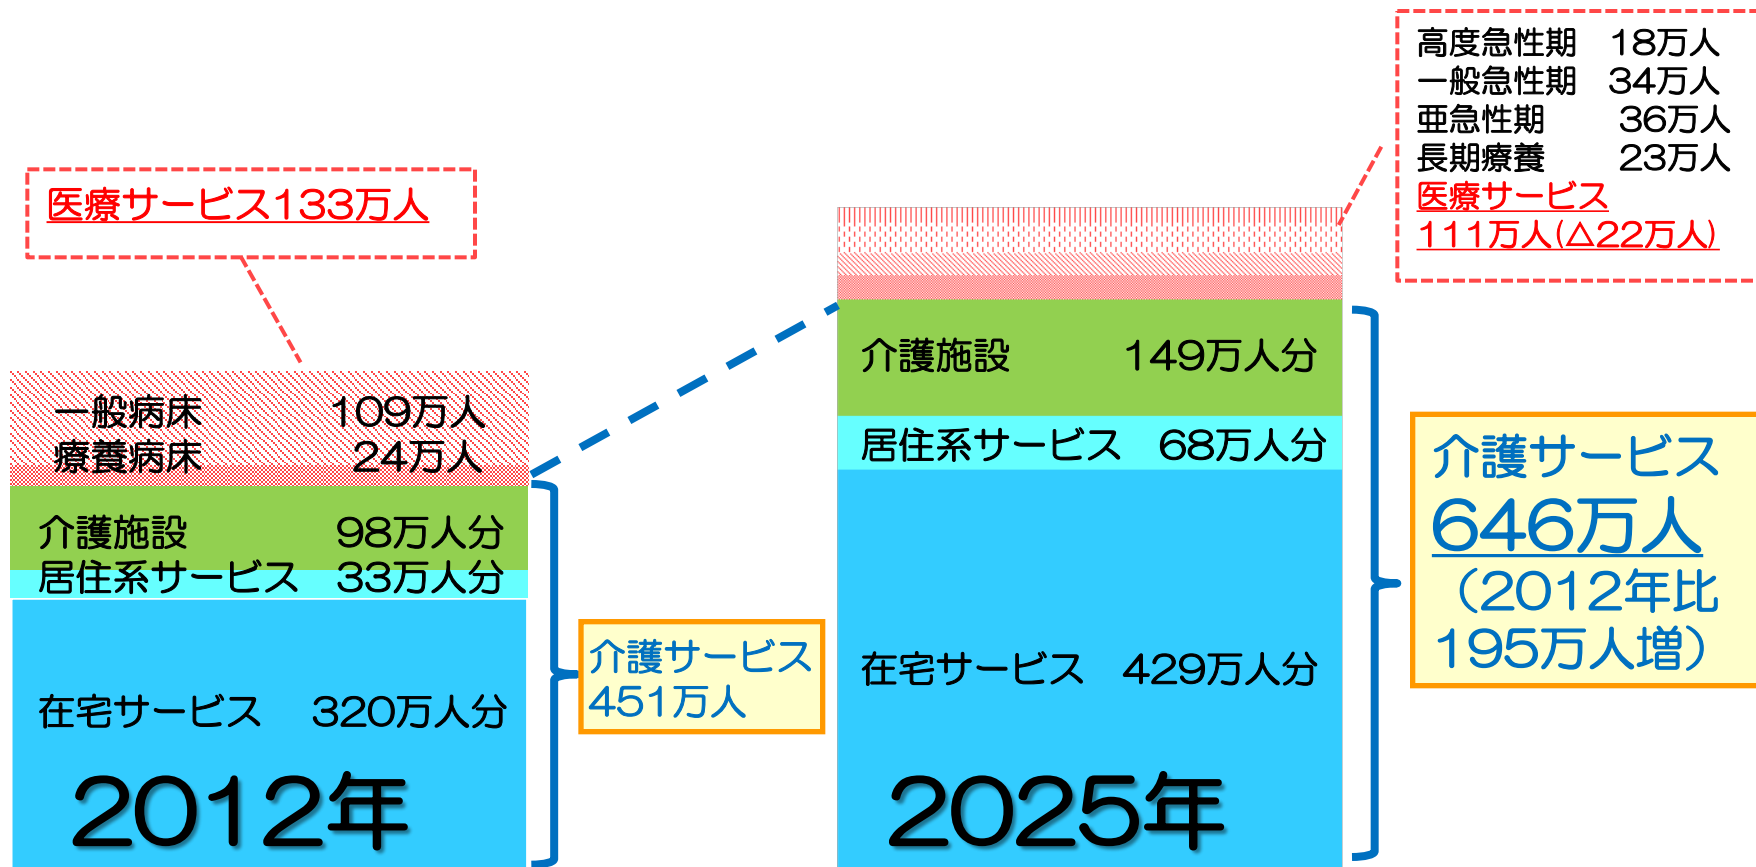 医療サービス133万人
一般病床 109万人
療養病床 24万人
介護施設 98万人分
居住系サービス 33万人分
在宅サービス 320万人分
2012年
介護サービス
451万人
高度急性期 18万人
一般急性期 34万人
亜急性期 36万人
長期療養 23万人
医療サービス
111万人(△22万人)
介護施設 149万人分
居住系サービス 68万人分
在宅サービス 429万人分
2025年
介護サービス
646万人
(2012年比
195万人増)